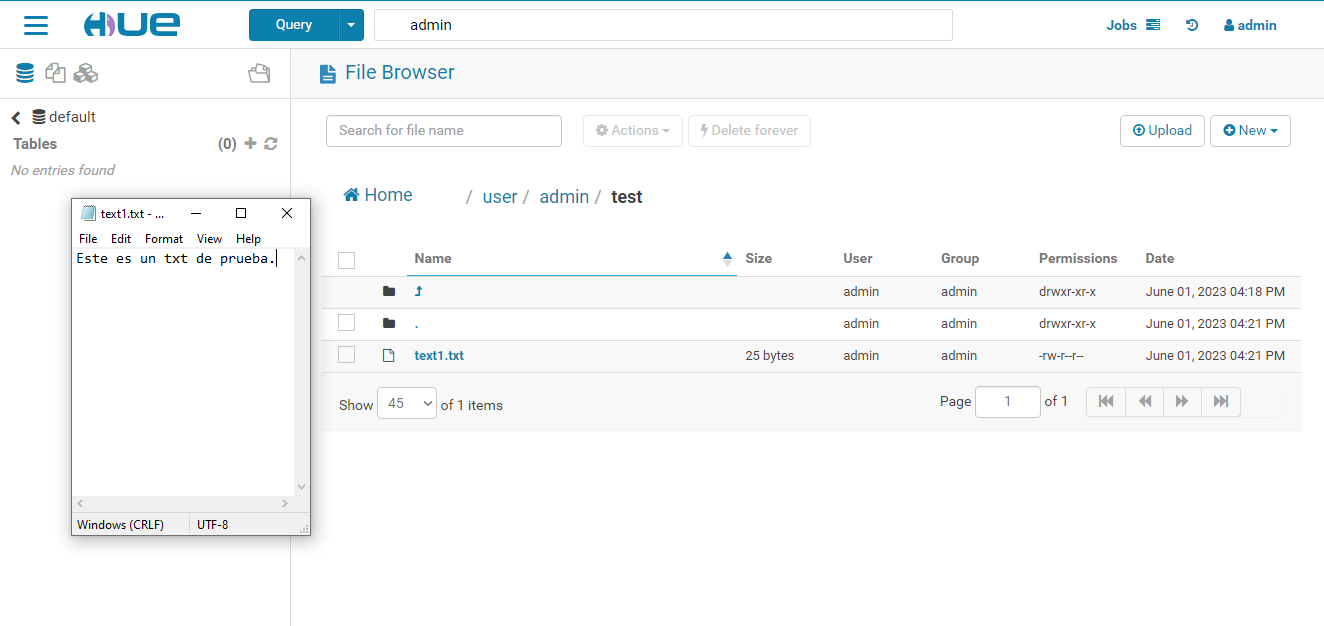 HUE
Query
admin
Jobs
admin
File Browser
default
Tables (0)
No entries found
Search for file name
Actions
Delete forever
Upload
New
Home / user / admin / test
Name Size User Group Permissions Date
admin admin drwxr-xr-x June 01, 2023 04:18 PM
. admin admin drwxr-xr-x June 01, 2023 04:21 PM
text1.txt 25 bytes admin admin -rw-r--r-- June 01, 2023 04:21 PM
Show 45 of 1 items
Page 1 of 1
text1.txt - ...
File Edit Format View Help
Este es un txt de prueba.
Windows (CRLF) UTF-8